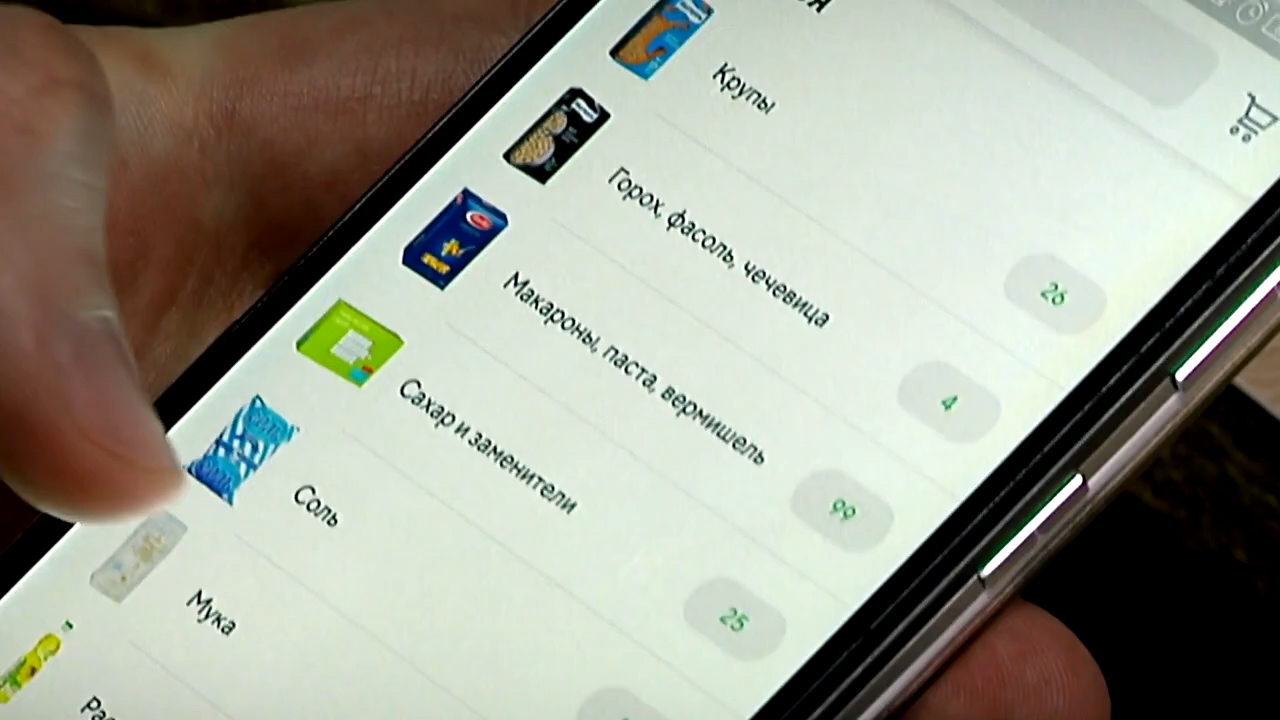 Крупы 26
Горох, фасоль, чечевица 4
Макароны, паста, вермишель 99
Сахар и заменители 25
Соль
Мука